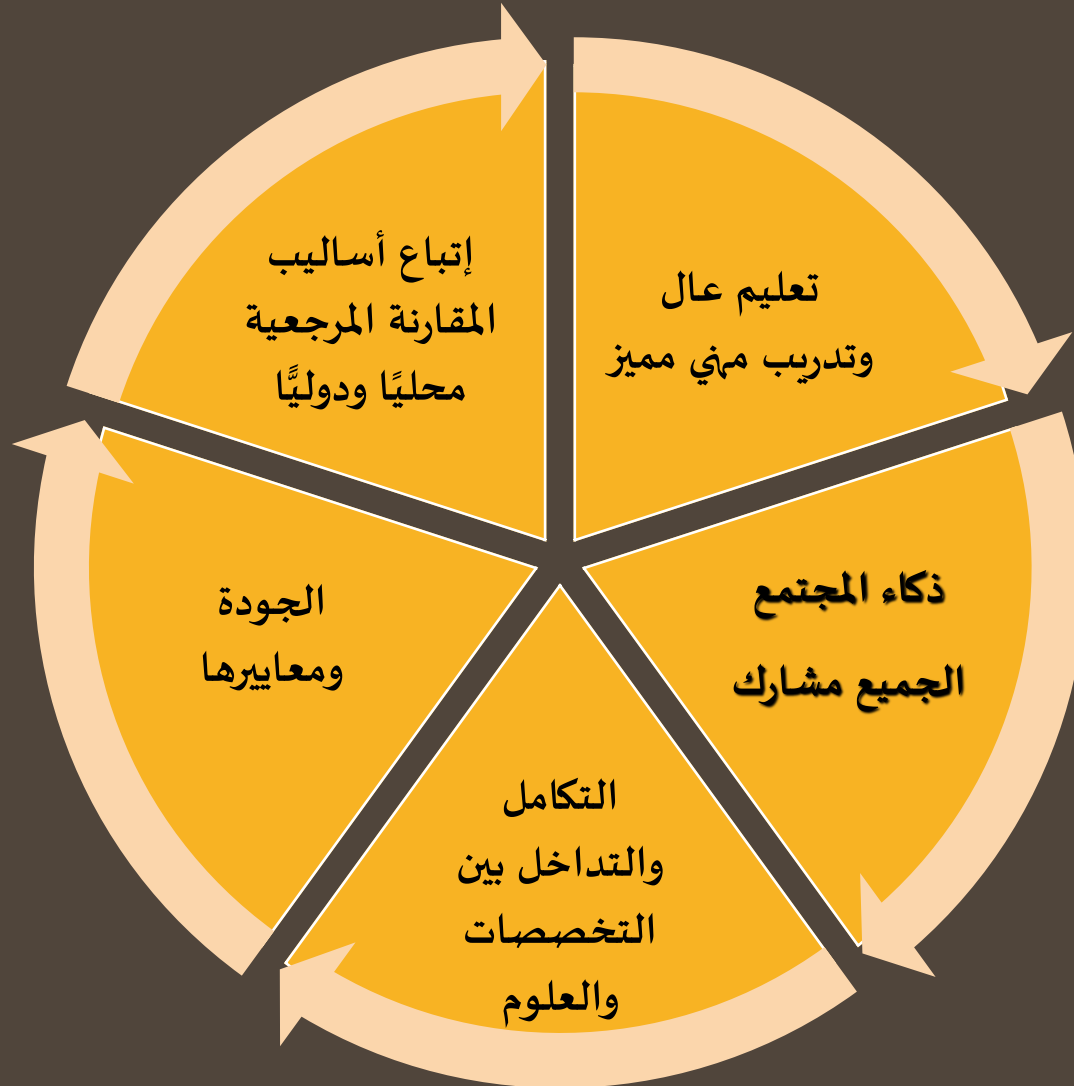 تعليم عال
وتدريب مهني مميز
ذكاء المجتمع
الجميع مشارك
التكامل
والتداخل بين
التخصصات
والعلوم
الجودة
ومعاييرها
إتباع أساليب
المقارنة المرجعية
محليًا ودوليًّا